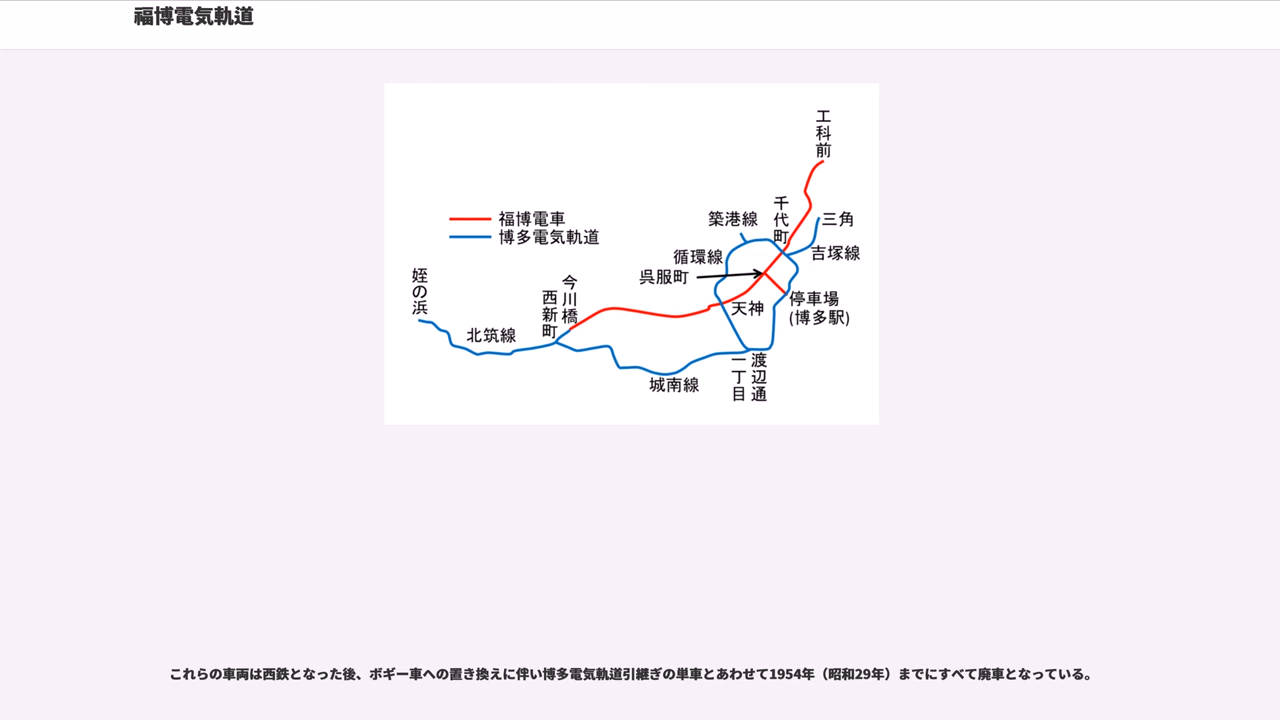 福博電気軌道
工科前
千代町
築港線
三角
福博電車
博多電気軌道
循環線
吉塚線
呉服町
姪の浜
今川橋
西新町
停車場
(博多駅)
天神
北筑線
渡辺通
一丁目
城南線
これらの車両は西鉄となった後、ボギー車への置き換えに伴い博多電気軌道引継ぎの単車とあわせて1954年（昭和29年）までにすべて廃車となっている。